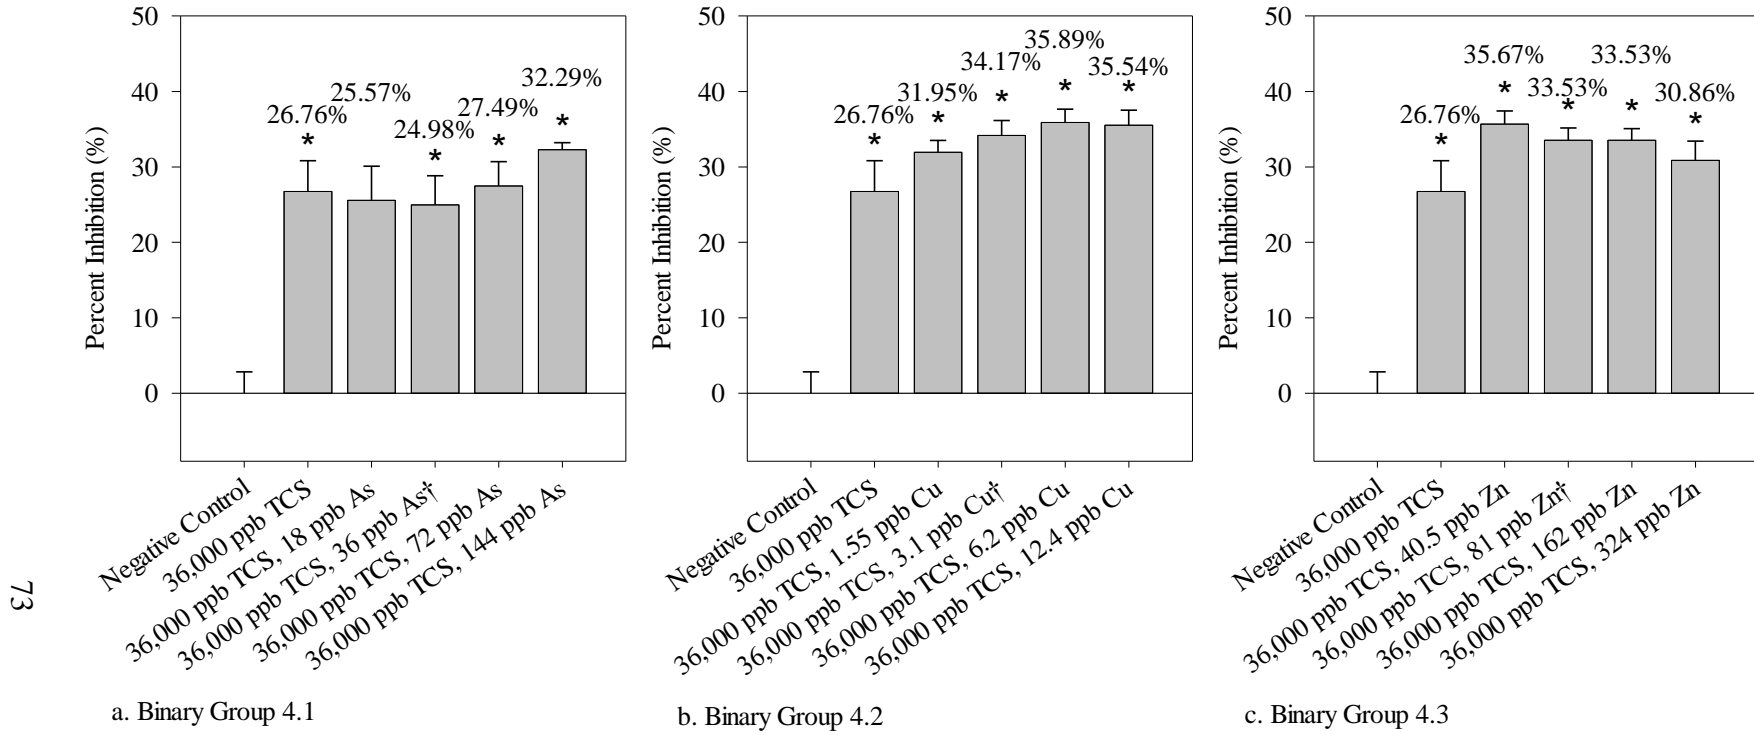 50
40
30
20
10
0
Percent Inhibition (%)
26.76%
*
25.57%
24.98%
*
27.49%
*
32.29%
*
Negative Control
36,000 ppb TCS
36,000 ppb TCS, 18 ppb As
36,000 ppb TCS, 36 ppb As†
36,000 ppb TCS, 72 ppb As
36,000 ppb TCS, 144 ppb As
a. Binary Group 4.1
50
40
30
20
10
0
Percent Inhibition (%)
26.76%
*
31.95%
*
34.17%
*
35.89%
*
35.54%
*
Negative Control
36,000 ppb TCS
36,000 ppb TCS, 1.55 ppb Cu
36,000 ppb TCS, 3.1 ppb Cu†
36,000 ppb TCS, 6.2 ppb Cu
36,000 ppb TCS, 12.4 ppb Cu
b. Binary Group 4.2
50
40
30
20
10
0
Percent Inhibition (%)
26.76%
*
35.67%
*
33.53%
*
33.53%
*
30.86%
*
Negative Control
36,000 ppb TCS
36,000 ppb TCS, 40.5 ppb Zn
36,000 ppb TCS, 81 ppb Zn†
36,000 ppb TCS, 162 ppb Zn
36,000 ppb TCS, 324 ppb Zn
c. Binary Group 4.3
73